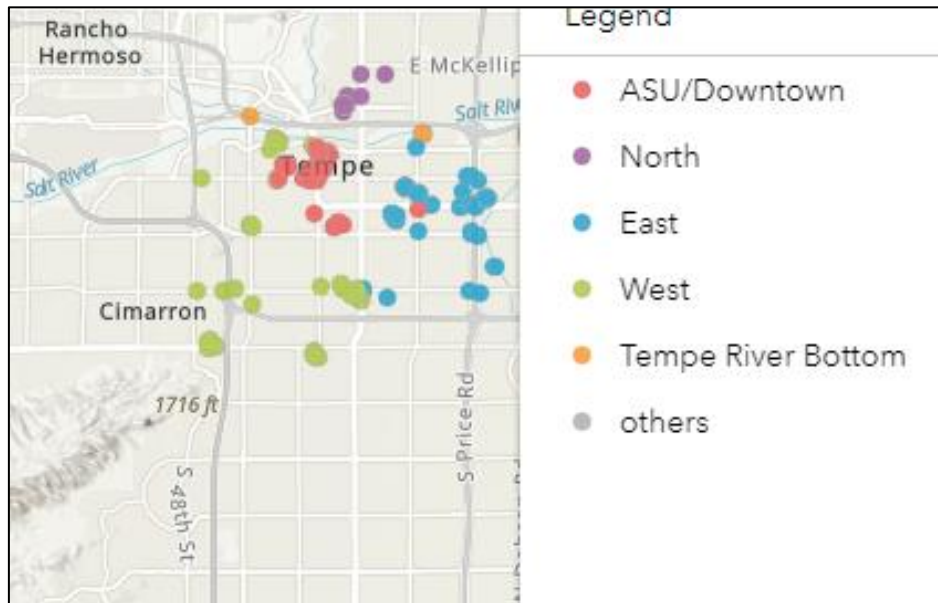 Rancho
Hermoso
E McKellip
Salt Riv
Tempe
Salt River
Cimarron
1716 ft
S 48th St
S Price Rd
Legend
ASU/Downtown
North
East
West
Tempe River Bottom
others